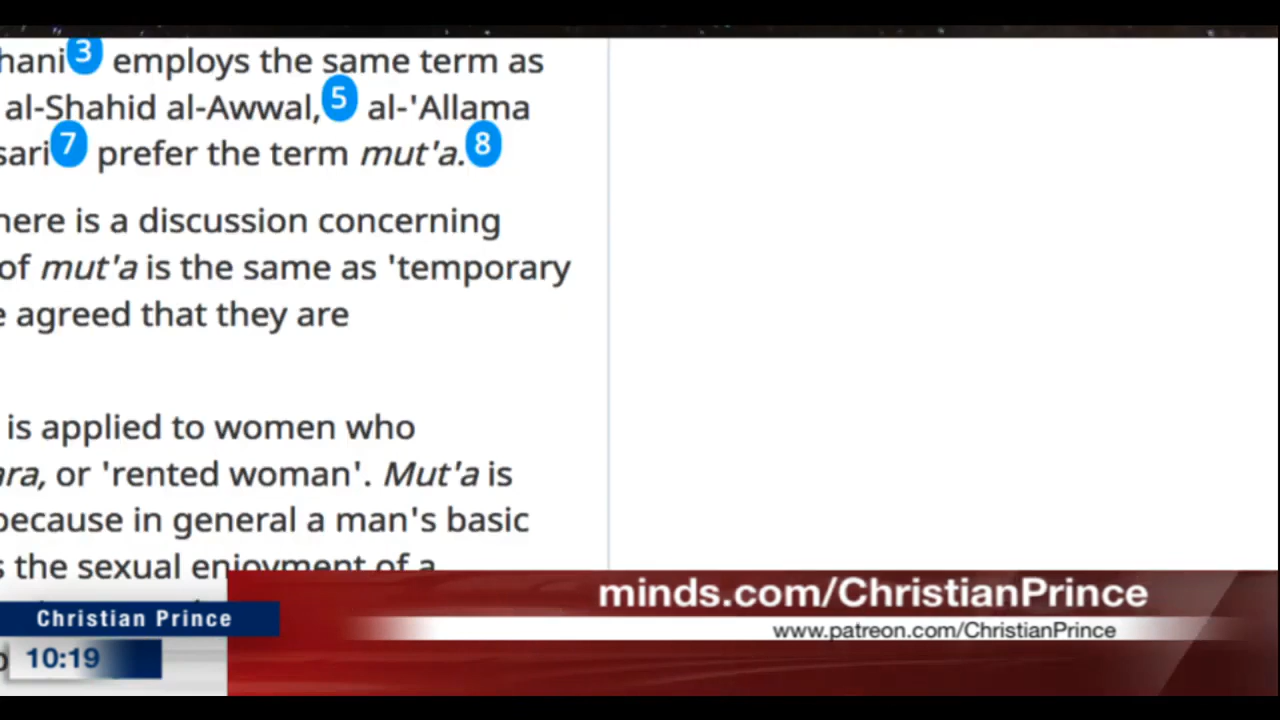 hani3 employs the same term as
al-Shahid al-Awwal,5 al-'Allama
sari7 prefer the term mut'a.8
here is a discussion concerning
of mut'a is the same as 'temporary
e agreed that they are
is applied to women who
ara, or 'rented woman'. Mut'a is
because in general a man's basic
s the sexual enjoyment of a
minds.com/ChristianPrince
Christian Prince
www.patreon.com/ChristianPrince
10:19